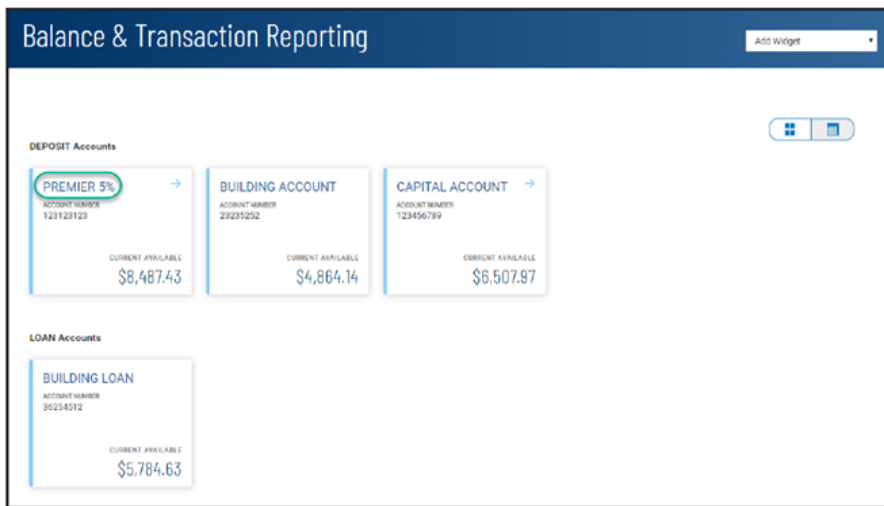 Balance & Transaction Reporting
Add Widget
DEPOSIT Accounts
PREMIER 5%
ACCOUNT NUMBER
123123123
CURRENT AVAILABLE
$8,487.43
BUILDING ACCOUNT
ACCOUNT NUMBER
23235252
CURRENT AVAILABLE
$4,864.14
CAPITAL ACCOUNT
ACCOUNT NUMBER
123456789
CURRENT AVAILABLE
$6,507.97
LOAN Accounts
BUILDING LOAN
ACCOUNT NUMBER
36254512
CURRENT AVAILABLE
$5,784.63